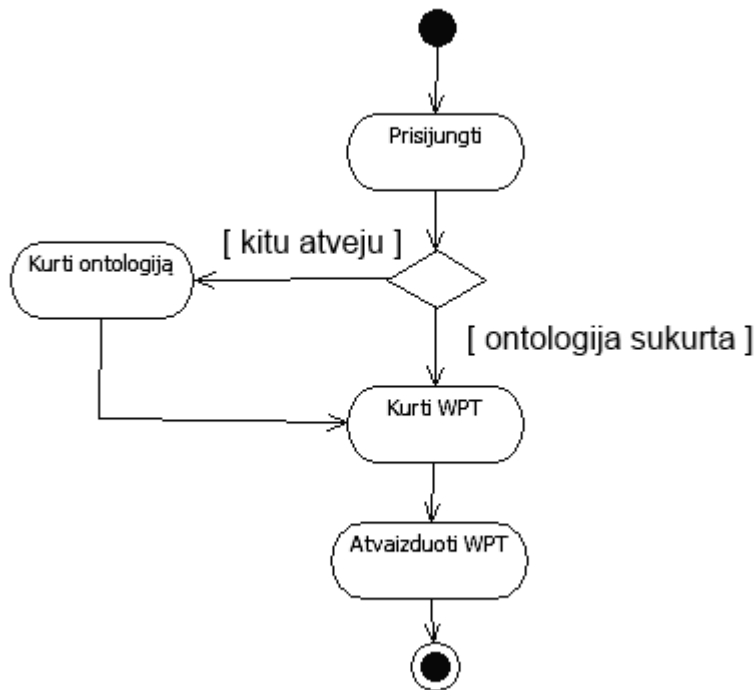 Prisijungti
[ kitu atveju ]
Kurti ontologiją
[ ontologija sukurta ]
Kurti WPT
Atvaizduoti WPT